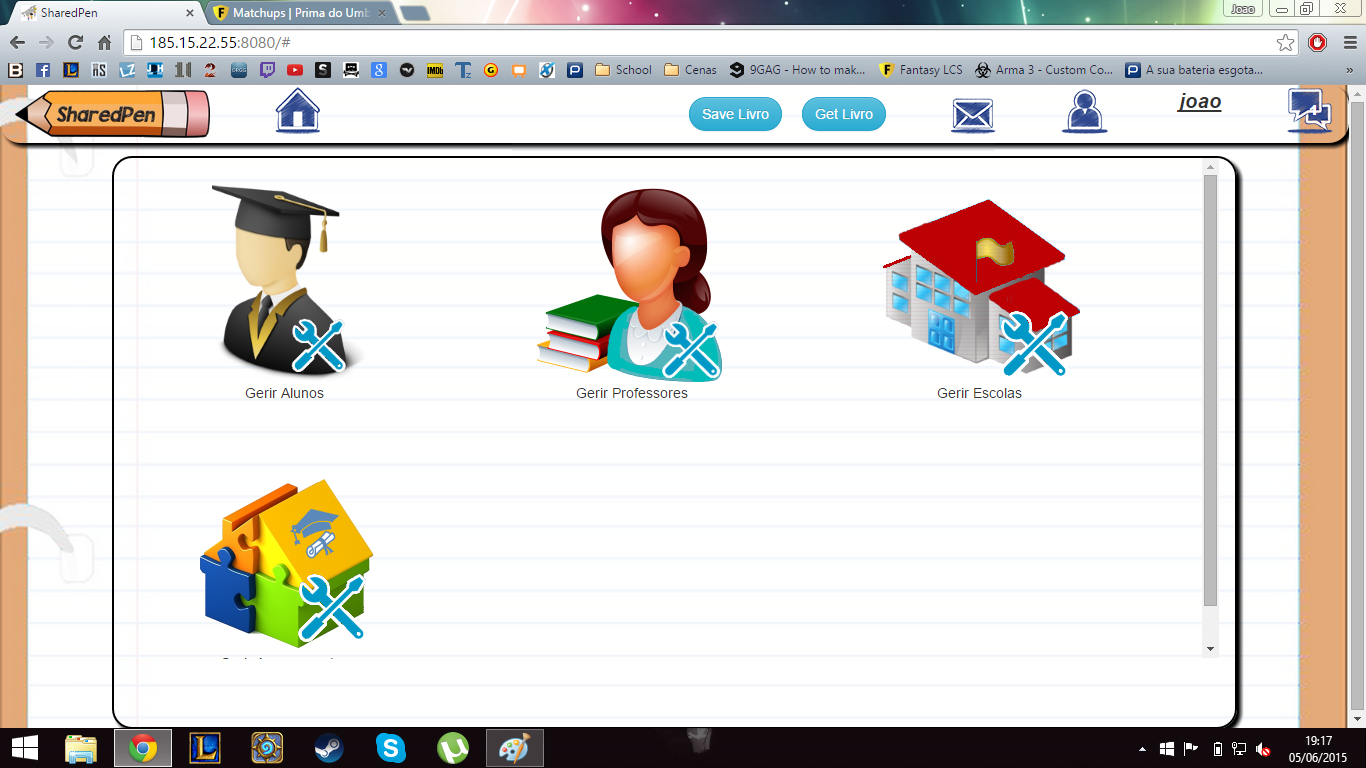 SharedPen
Matchups | Prima do Umb
Joao
185.15.22.55:8080/#
School
Cenas
9GAG - How to mak...
Fantasy LCS
Arma 3 - Custom Co...
A sua bateria esgota...
»
SharedPen
Save Livro
Get Livro
joao
Gerir Alunos
Gerir Professores
Gerir Escolas
19:17
05/06/2015